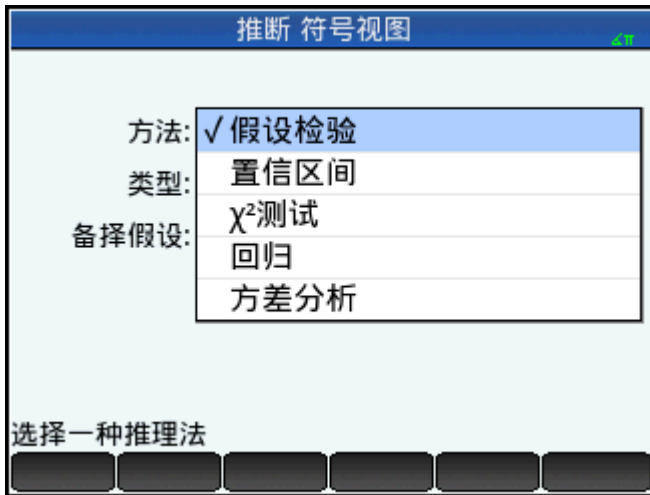 推断 符号视图
∡π
方法:
√假设检验
置信区间
类型:
χ²测试
备择假设:
回归
方差分析
选择一种推理法